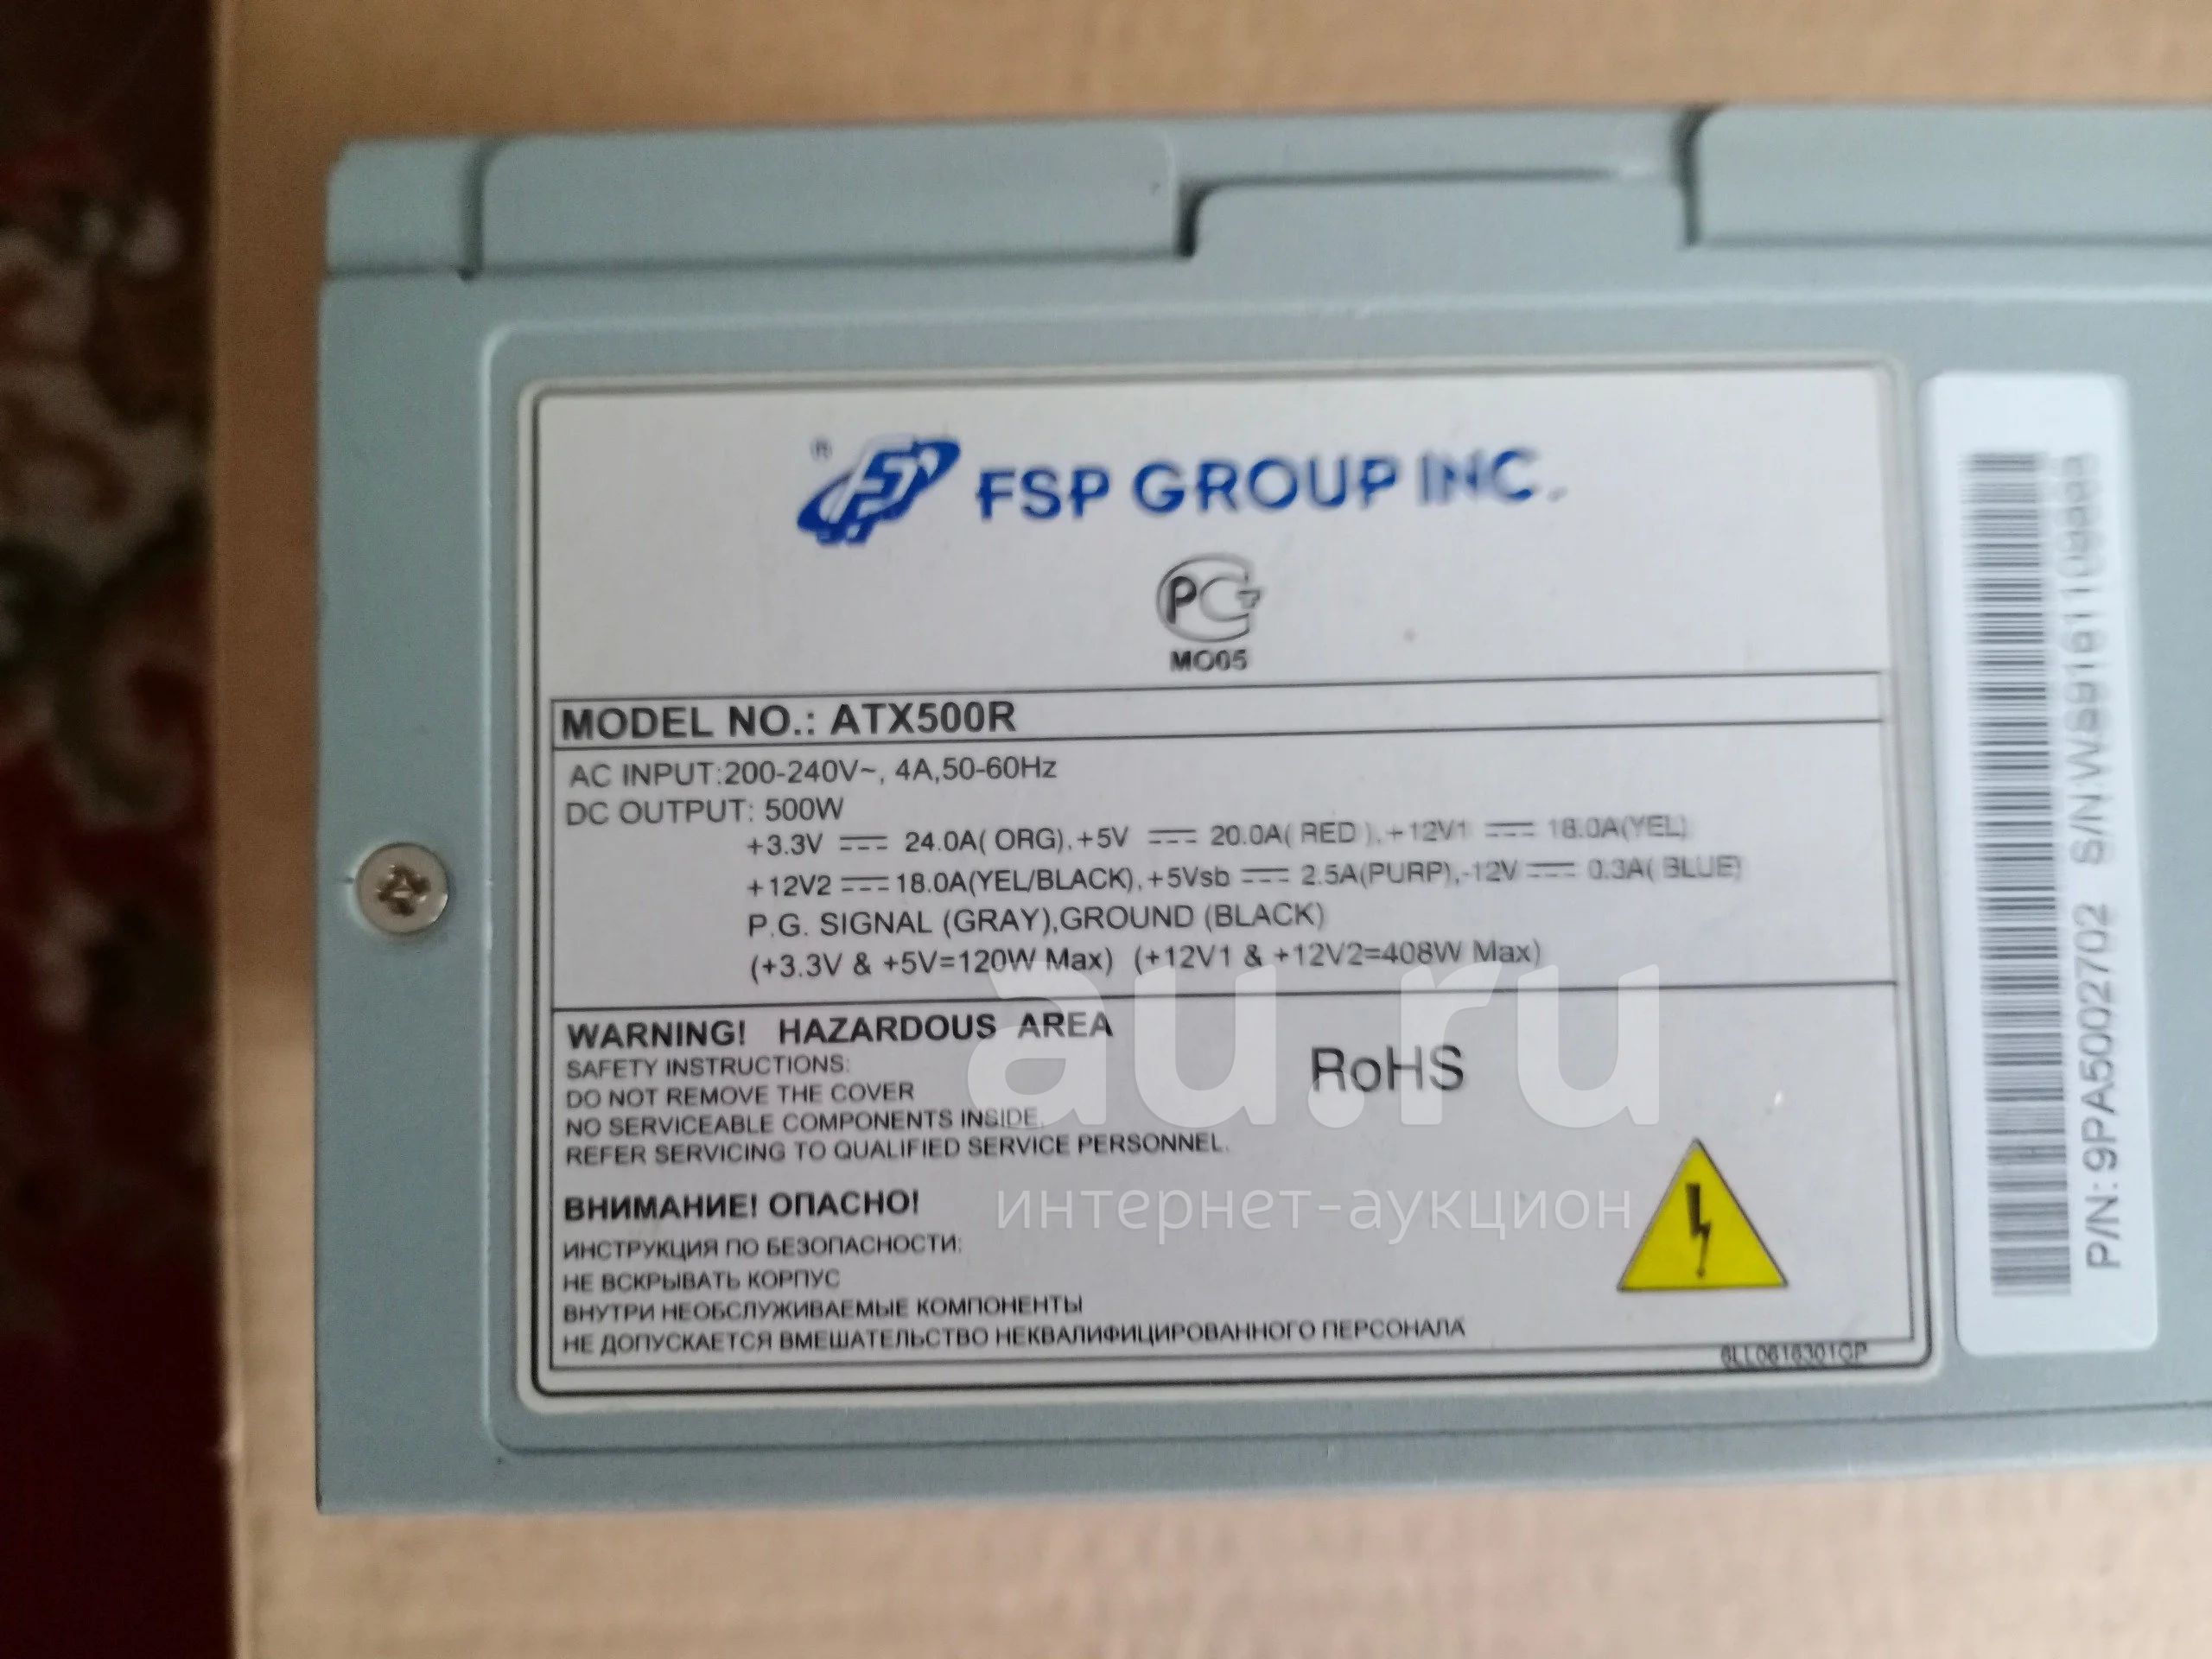 ® FSP FSP GROUP INC.
PG
MO05
MODEL NO.: ATX500R
AC INPUT:200-240V~, 4A,50-60Hz
DC OUTPUT: 500W
+3.3V 24.0A( ORG),+5V 20.0A( RED ),+12V1 18.0A(YEL)
+12V2 18.0A(YEL/BLACK),+5Vsb 2.5A(PURP),-12V 0.3A( BLUE)
P.G. SIGNAL (GRAY),GROUND (BLACK)
(+3.3V & +5V=120W Max) (+12V1 & +12V2=408W Max)
WARNING! HAZARDOUS AREA
SAFETY INSTRUCTIONS:
DO NOT REMOVE THE COVER
NO SERVICEABLE COMPONENTS INSIDE.
REFER SERVICING TO QUALIFIED SERVICE PERSONNEL.
RoHS
ВНИМАНИЕ! ОПАСНО!
ИНСТРУКЦИЯ ПО БЕЗОПАСНОСТИ:
НЕ ВСКРЫВАТЬ КОРПУС
ВНУТРИ НЕОБСЛУЖИВАЕМЫЕ КОМПОНЕНТЫ
НЕ ДОПУСКАЕТСЯ ВМЕШАТЕЛЬСТВО НЕКВАЛИФИЦИРОВАННОГО ПЕРСОНАЛА
6LL0616301GP
P/N:9PA5002702 S/N:
au.ru
интернет-аукцион